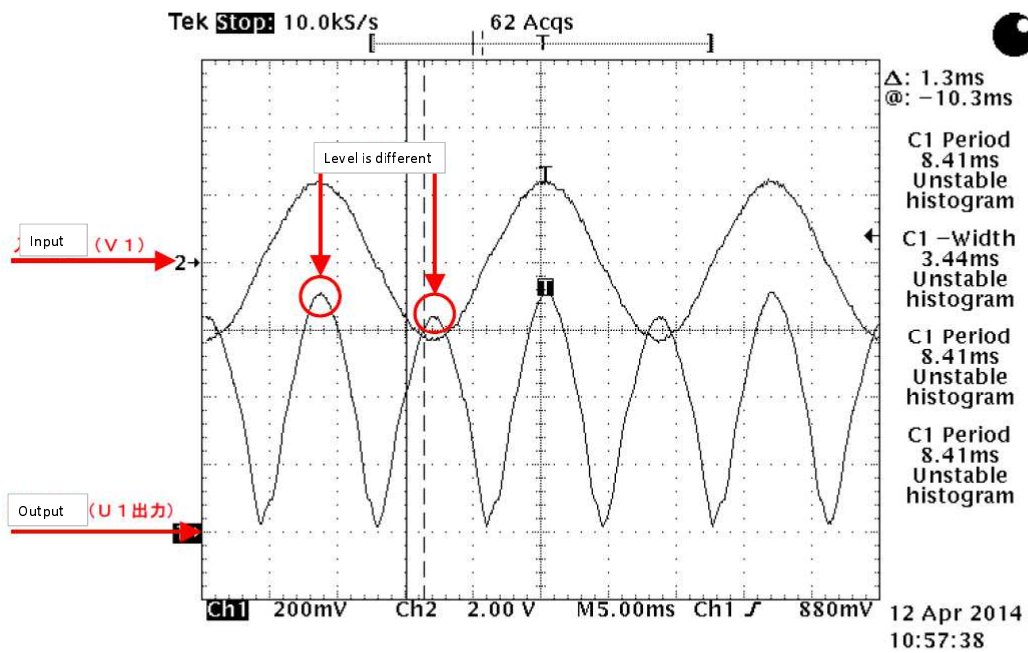 Tek Stop: 10.0kS/s 62 Acqs
T
Δ: 1.3ms
@: −10.3ms
C1 Period
8.41ms
Unstable
histogram
Level is different
T
Input (V1)
2→
C1 −Width
3.44ms
Unstable
histogram
T
C1 Period
8.41ms
Unstable
histogram
C1 Period
8.41ms
Unstable
histogram
Output (U1出力)
Ch1 200mV Ch2 2.00 V M5.00ms Ch1 880mV
12 Apr 2014
10:57:38